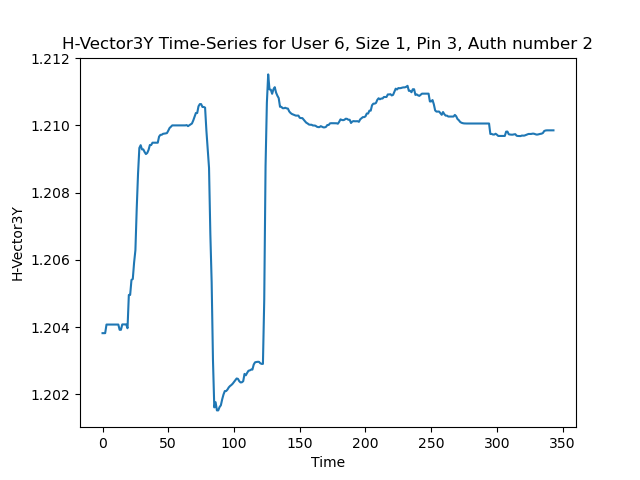 H-Vector3Y Time-Series for User 6, Size 1, Pin 3, Auth number 2
1.212
1.210
1.208
1.206
1.204
1.202
H-Vector3Y
0 50 100 150 200 250 300 350
Time